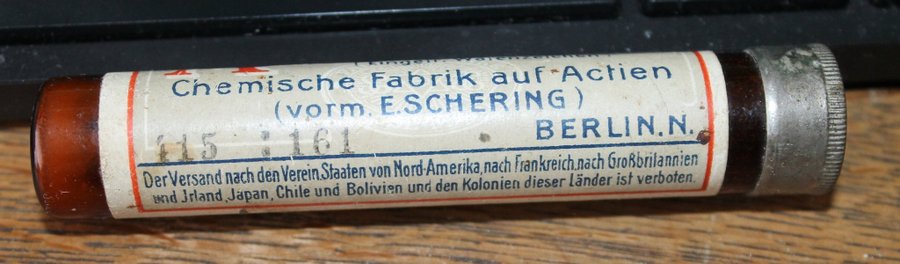 Chemische Fabrik auf Actien
(vorm. E. SCHERING)
BERLIN. N.
115 : 161
Der Versand nach den Verein. Staaten von Nord-Amerika, nach Frankreich, nach Großbritannien
und Jrland, Japan, Chile und Bolivien und den Kolonien dieser Länder ist verboten.